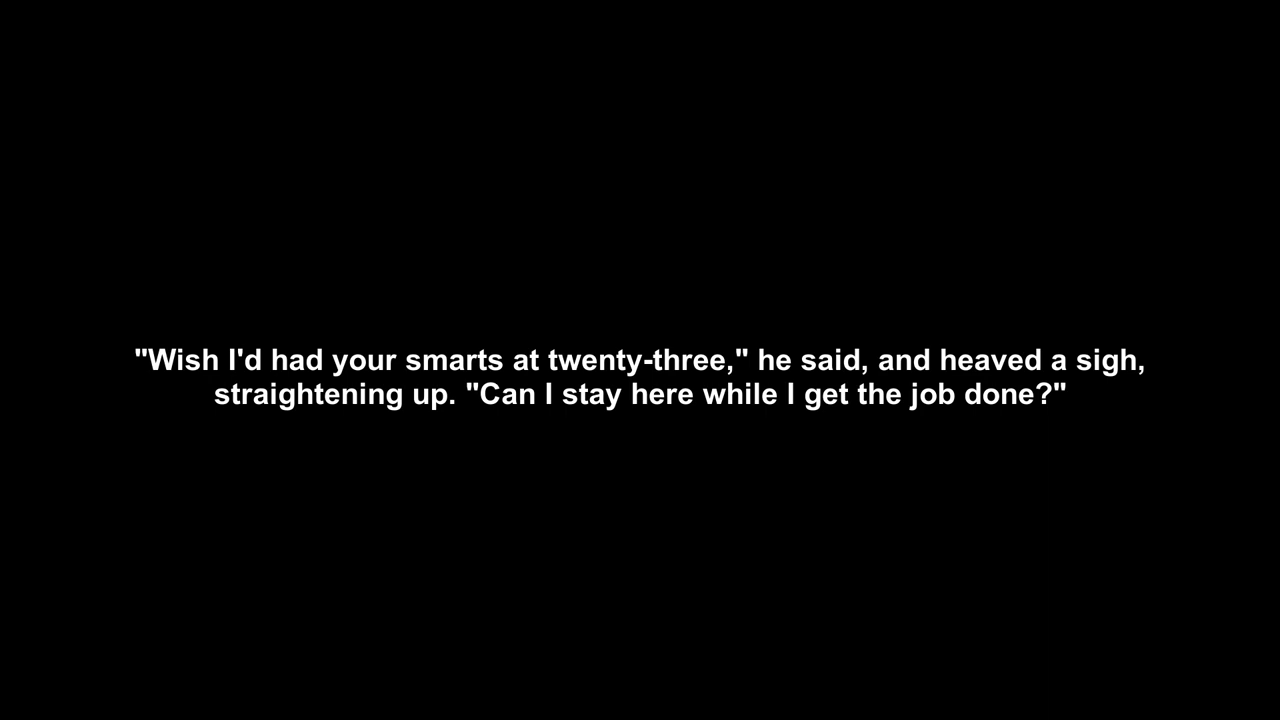 "Wish I'd had your smarts at twenty-three," he said, and heaved a sigh,
straightening up. "Can I stay here while I get the job done?"